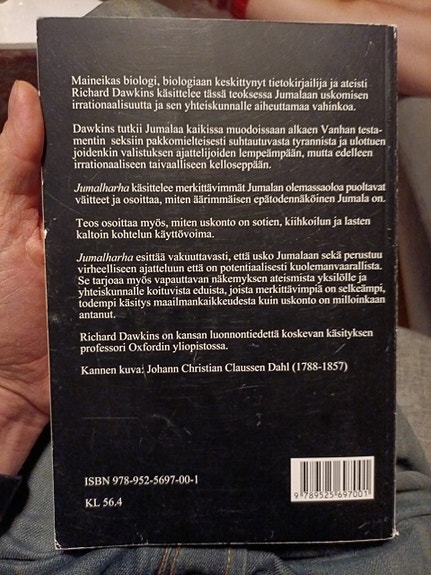 Maineikas biologi, biologiaan keskittynyt tietokirjailija ja ateisti
Richard Dawkins käsittelee tässä teoksessa Jumalaan uskomisen
irrationaalisuutta ja sen yhteiskunnalle aiheuttamaa vahinkoa.
Dawkins tutkii Jumalaa kaikissa muodoissaan alkaen Vanhan testa-
mentin seksiin pakkomielteisesti suhtautuvasta tyrannista ja ulottuen
joidenkin valistuksen ajattelijoiden lempeämpään, mutta edelleen
irrationaaliseen taivaalliseen kelloseppään.
Jumalharha käsittelee merkittävimmät Jumalan olemassaoloa puoltavat
väitteet ja osoittaa, miten äärimmäisen epätodennäköinen Jumala on.
Teos osoittaa myös, miten uskonto on sotien, kiihkoilun ja lasten
kaltoin kohtelun käyttövoima.
Jumalharha esittää vakuuttavasti, että usko Jumalaan sekä perustuu
virheelliseen ajatteluun että on potentiaalisesti kuolemanvaarallista.
Se tarjoaa myös vapauttavan näkemyksen ateismista yksilölle ja
yhteiskunnalle koituvista eduista, joista merkittävimpiä on selkeämpi,
todempi käsitys maailmankaikkeudesta kuin uskonto on milloinkaan
antanut.
Richard Dawkins on kansan luonnontiedettä koskevan käsityksen
professori Oxfordin yliopistossa.
Kannen kuva: Johann Christian Claussen Dahl (1788-1857)
ISBN 978-952-5697-00-1
KL 56.4
9789525697001